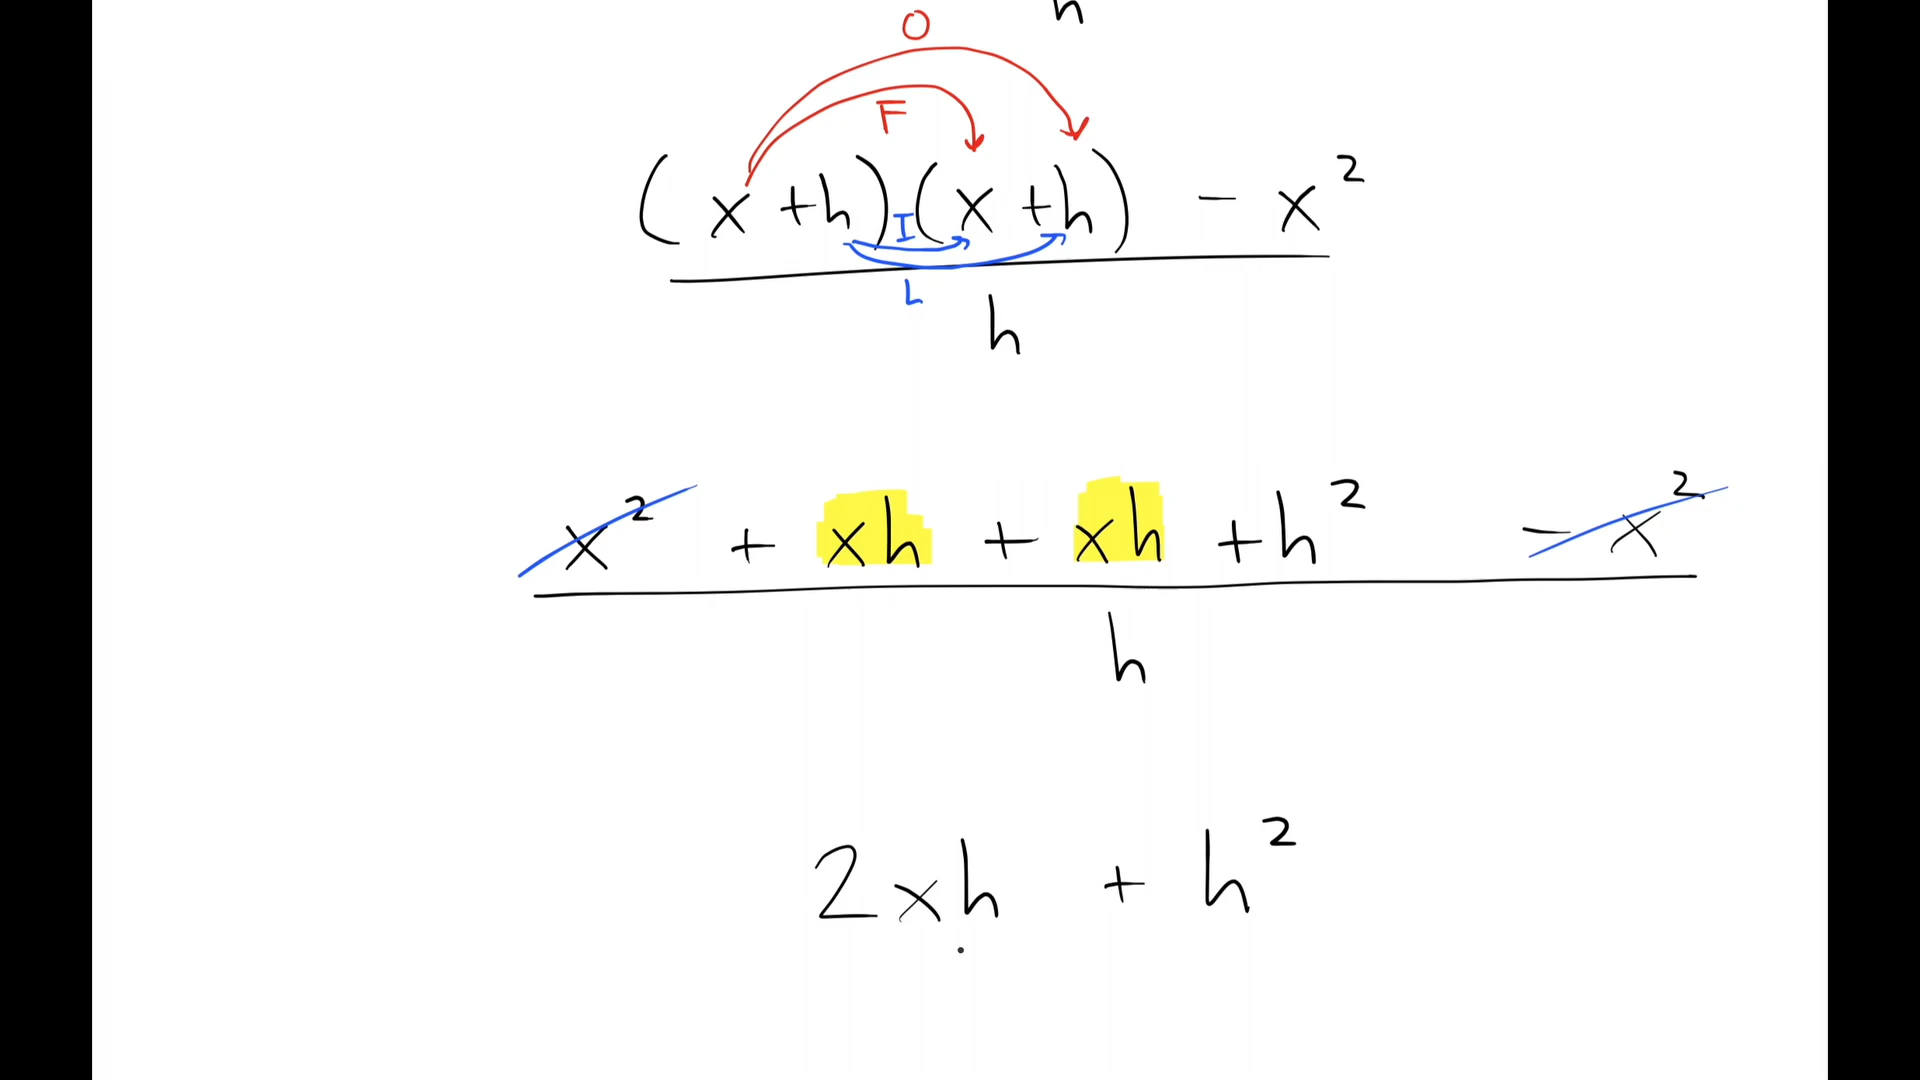 h
O
F
(x+h)(x+h) - x²
I
L
h
x² + xh + xh + h² - x²
h
2xh + h²